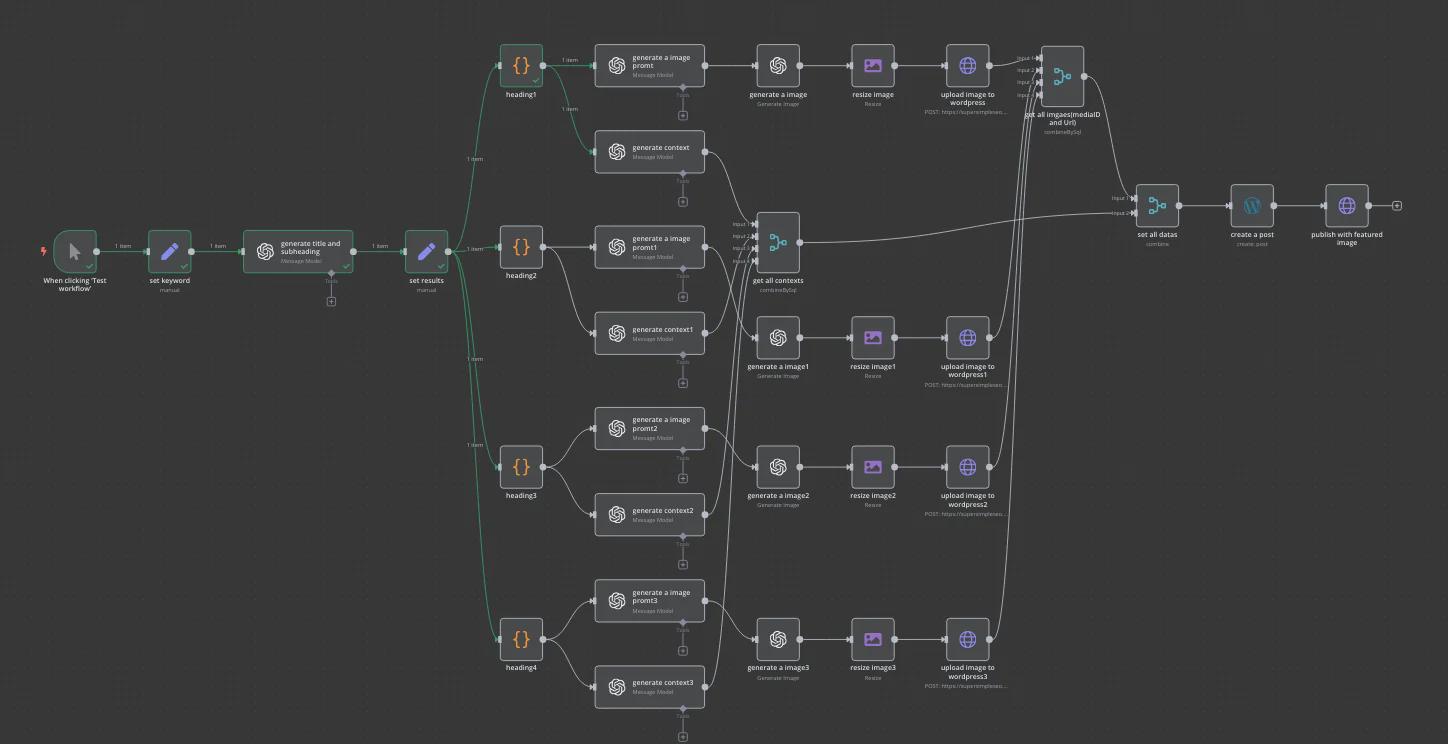 1 item
generate a image
promt
Message Model
Tools
heading1
generate a image
Generate Image
resize image
Resize
upload image to
wordpress
POST: https://supersimpleseo...
Input 1
Input 2
get all imgaes(mediaID
and Url)
combineBySql
1 item
generate context
Message Model
Tools
1 item
When clicking ‘Test
workflow’
1 item
set keyword
manual
1 item
generate title and
subheading
Message Model
Tools
1 item
set results
manual
1 item
heading2
generate a image
promt1
Message Model
Tools
generate context1
Message Model
Tools
Input 1
Input 2
Input 3
Input 4
get all contexts
combineBySql
Input 1
Input 2
set all datas
combine
create a post
create: post
publish with featured
image
generate a image1
Generate Image
resize image1
Resize
upload image to
wordpress1
POST: https://supersimpleseo...
1 item
generate a image
promt2
Message Model
Tools
1 item
heading3
generate context2
Message Model
Tools
generate a image2
Generate Image
resize image2
Resize
upload image to
wordpress2
POST: https://supersimpleseo...
generate a image
promt3
Message Model
Tools
heading4
generate context3
Message Model
Tools
generate a image3
Generate Image
resize image3
Resize
upload image to
wordpress3
POST: https://supersimpleseo...